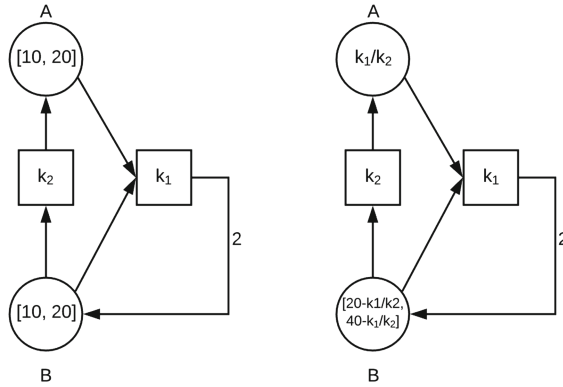 A
[10, 20]
k₂
k₁
2
[10, 20]
B
A
k₁/k₂
k₂
k₁
2
[20-k1/k2,
40-k₁/k₂]
B